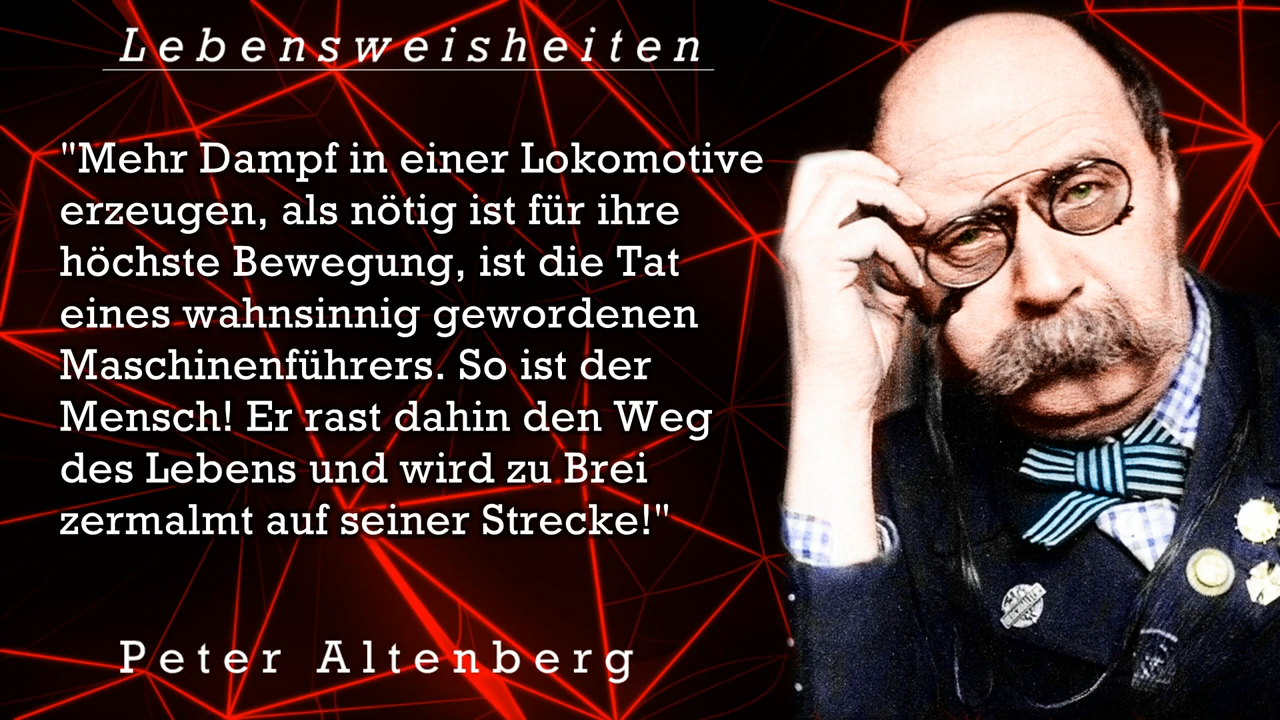 Lebensweisheiten
"Mehr Dampf in einer Lokomotive
erzeugen, als nötig ist für ihre
höchste Bewegung, ist die Tat
eines wahnsinnig gewordenen
Maschinenführers. So ist der
Mensch! Er rast dahin den Weg
des Lebens und wird zu Brei
zermalmt auf seiner Strecke!"
Peter Altenberg